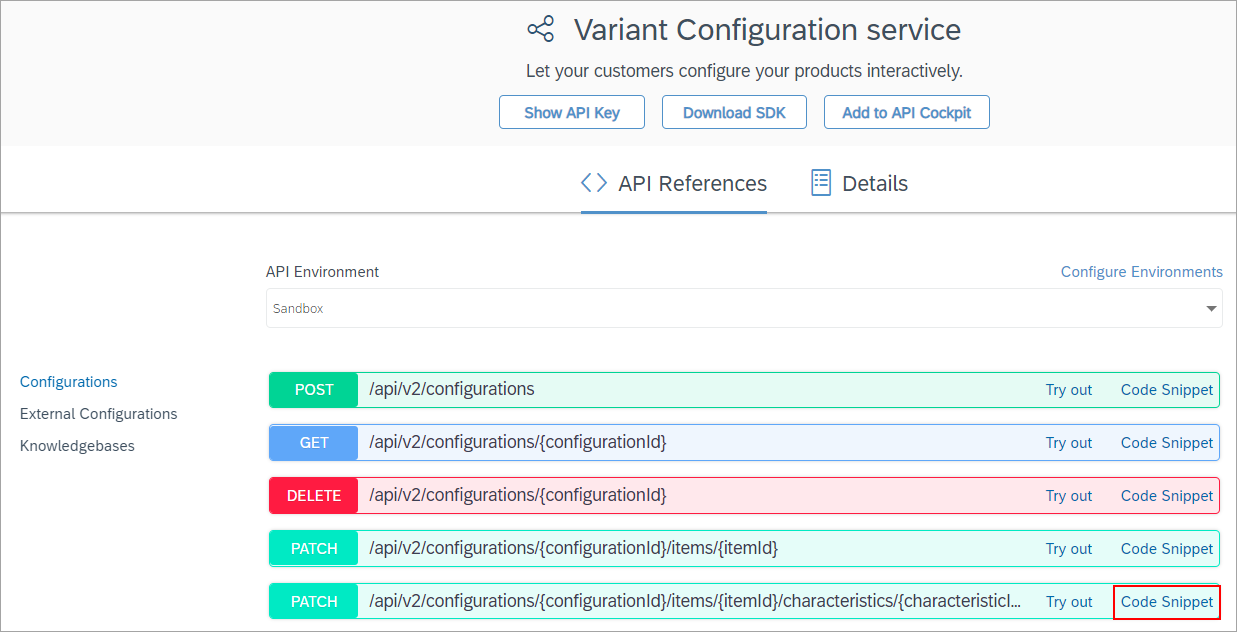 Variant Configuration service
Let your customers configure your products interactively.
Show API Key Download SDK Add to API Cockpit
API References Details
API Environment Configure Environments
Sandbox
Configurations
External Configurations
Knowledgebases
POST /api/v2/configurations Try out Code Snippet
GET /api/v2/configurations/{configurationId} Try out Code Snippet
DELETE /api/v2/configurations/{configurationId} Try out Code Snippet
PATCH /api/v2/configurations/{configurationId}/items/{itemId} Try out Code Snippet
PATCH /api/v2/configurations/{configurationId}/items/{itemId}/characteristics/{characteristicI... Try out Code Snippet